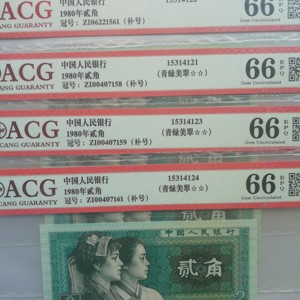 ACG 中国人民银行 15314122 66 EPQ
1980年贰角
CANG GUARANTY 冠号：ZI06221561（补号） Gem Uncirculated
ACG 中国人民银行 15314121 66 EPQ
1980年贰角 （青绿美翠☆☆）
CANG GUARANTY 冠号：ZI00407158（补号） Gem Uncirculated
ACG 中国人民银行 15314123 66 EPQ
1980年贰角 （青绿美翠☆☆）
CANG GUARANTY 冠号：ZI00407159（补号） Gem Uncirculated
ACG 中国人民银行 15314124 66 EPQ
1980年贰角 （青绿美翠☆☆）
CANG GUARANTY 冠号：ZI00407161（补号） Gem Uncirculated
中国人民银行
贰角